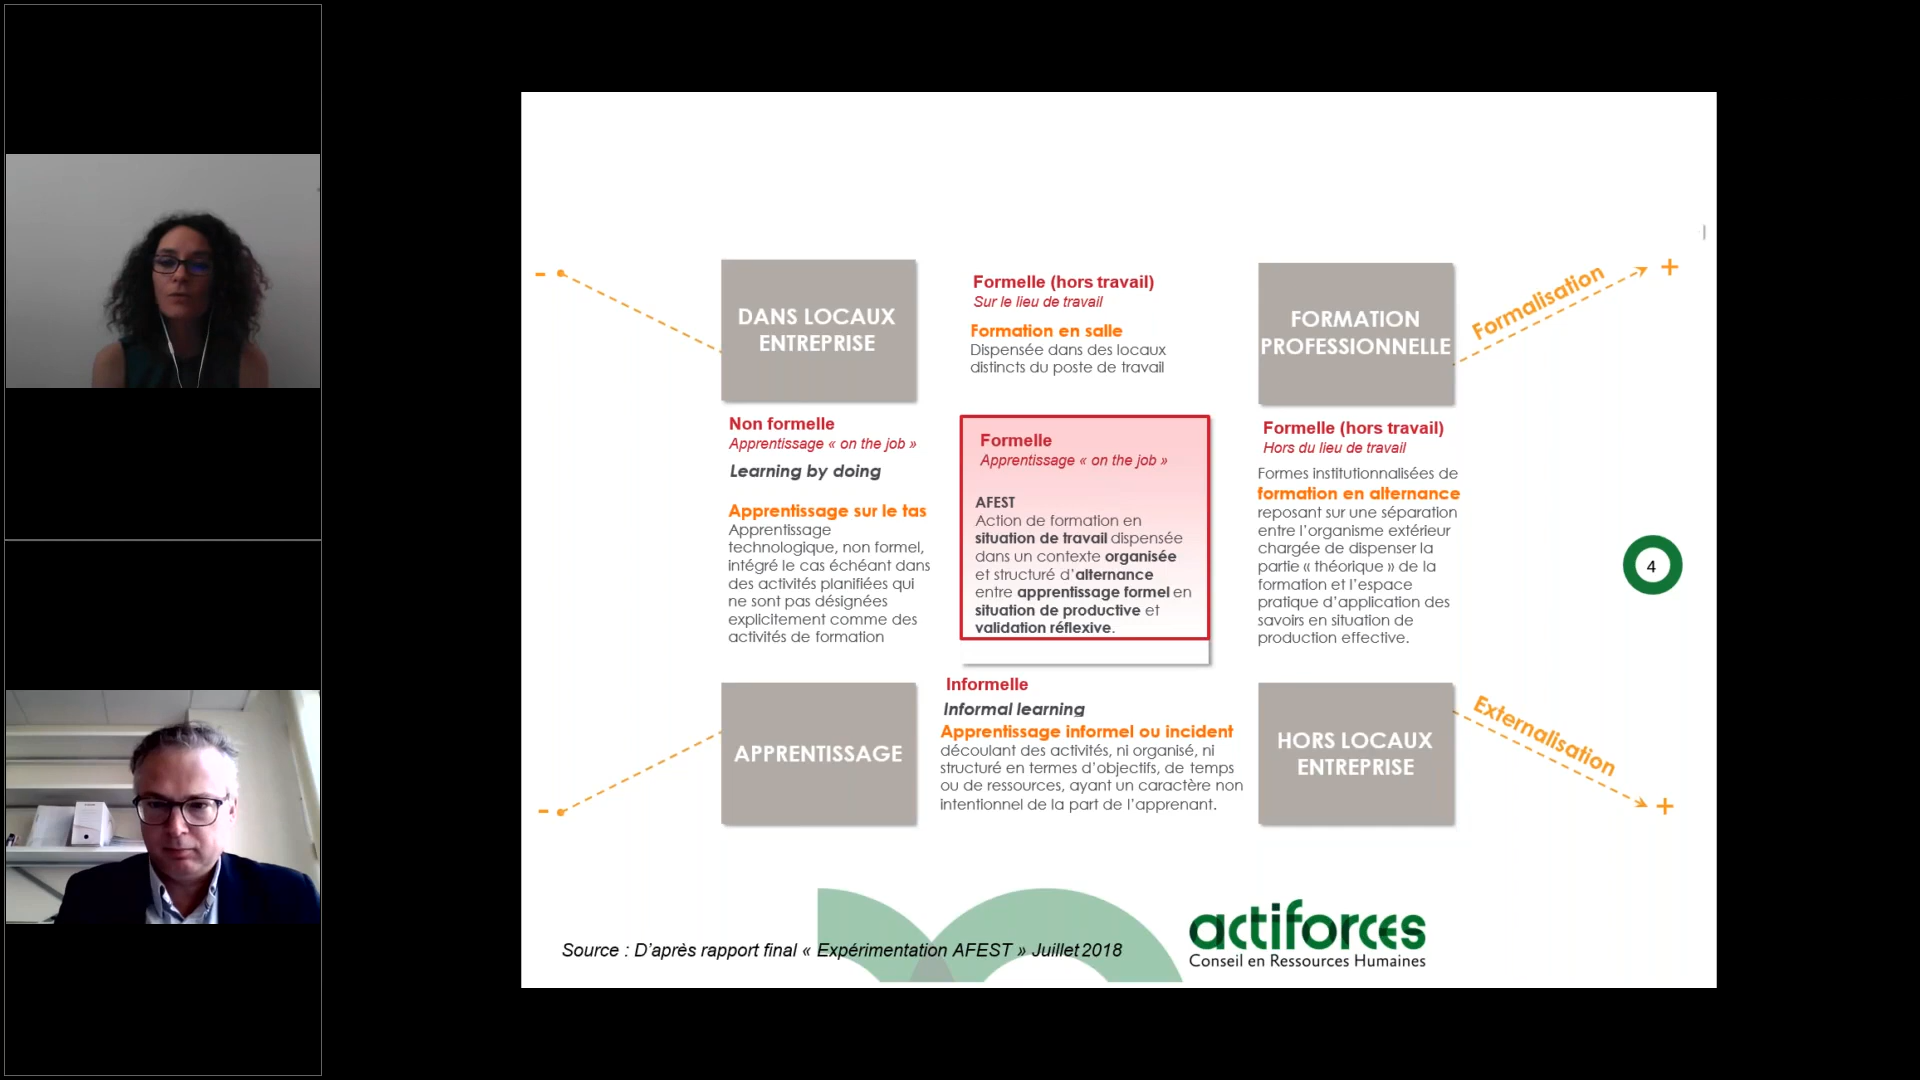 -
DANS LOCAUX
ENTREPRISE
Formelle (hors travail)
Sur le lieu de travail
Formation en salle
Dispensée dans des locaux
distincts du poste de travail
FORMATION
PROFESSIONNELLE
Formalisation
+
Non formelle
Apprentissage « on the job »
Learning by doing
Apprentissage sur le tas
Apprentissage
technologique, non formel,
intégré le cas échéant dans
des activités planifiées qui
ne sont pas désignées
explicitement comme des
activités de formation
Formelle
Apprentissage « on the job »
AFEST
Action de formation en
situation de travail dispensée
dans un contexte organisée
et structuré d’alternance
entre apprentissage formel en
situation de productive et
validation réflexive.
Formelle (hors travail)
Hors du lieu de travail
Formes institutionnalisées de
formation en alternance
reposant sur une séparation
entre l’organisme extérieur
chargée de dispenser la
partie « théorique » de la
formation et l’espace
pratique d’application des
savoirs en situation de
production effective.
4
-
APPRENTISSAGE
Informelle
Informal learning
Apprentissage informel ou incident
découlant des activités, ni organisé, ni
structuré en termes d’objectifs, de temps
ou de ressources, ayant un caractère non
intentionnel de la part de l’apprenant.
HORS LOCAUX
ENTREPRISE
Externalisation
+
Source : D’après rapport final « Expérimentation AFEST » Juillet 2018
actiforces
Conseil en Ressources Humaines